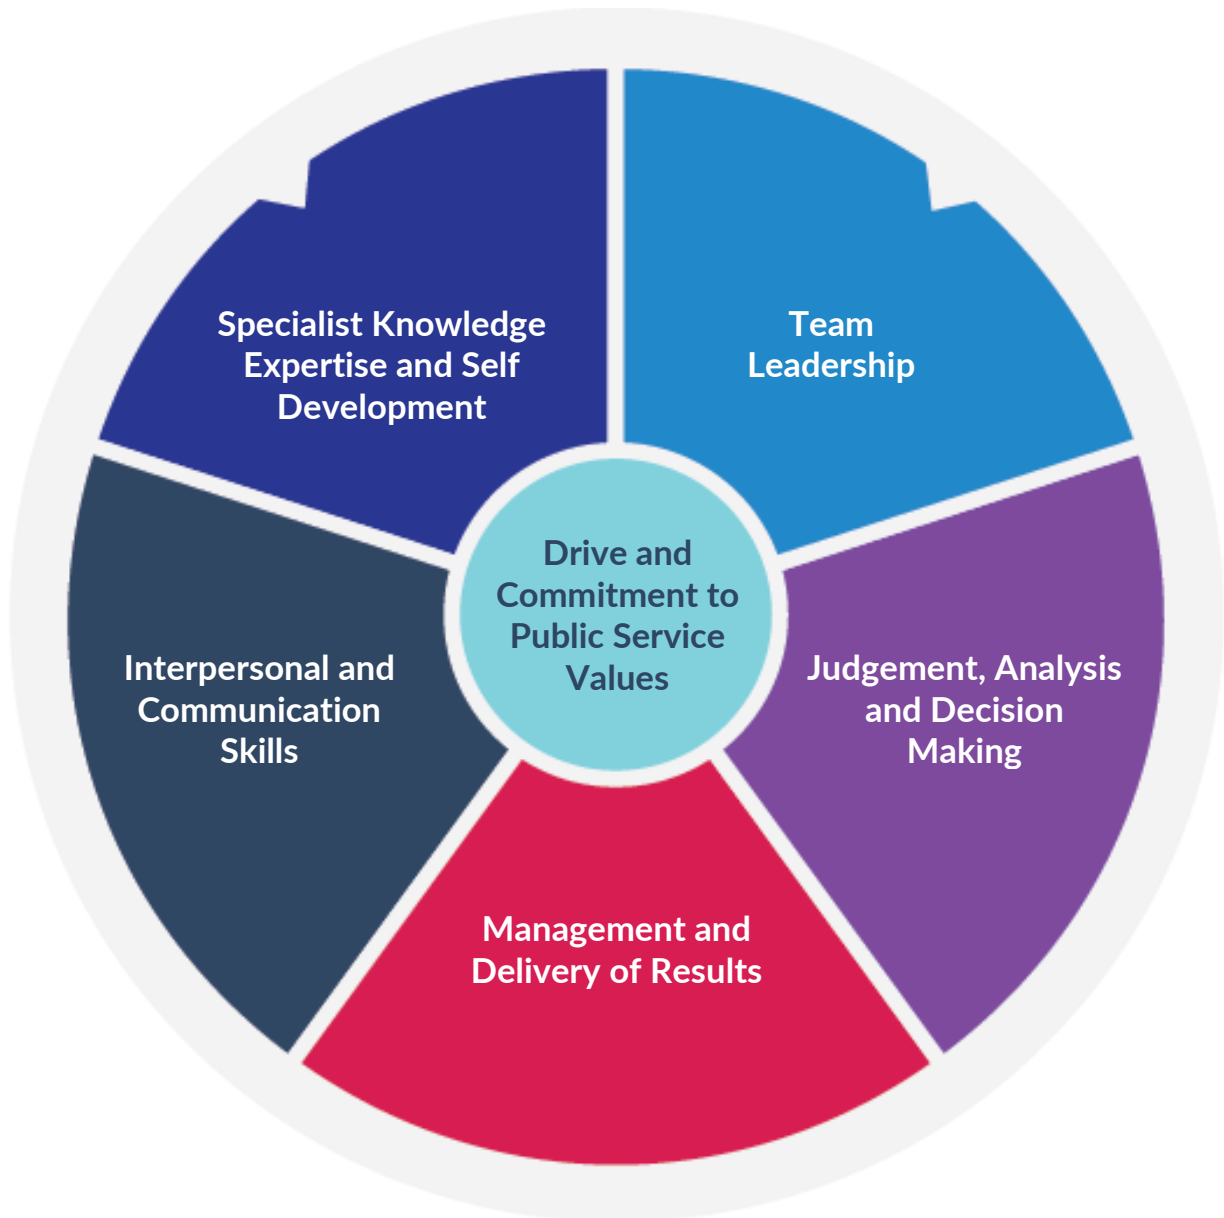 Specialist Knowledge
Expertise and Self
Development
Team
Leadership
Drive and
Commitment to
Public Service
Values
Interpersonal and
Communication
Skills
Judgement, Analysis
and Decision
Making
Management and
Delivery of Results